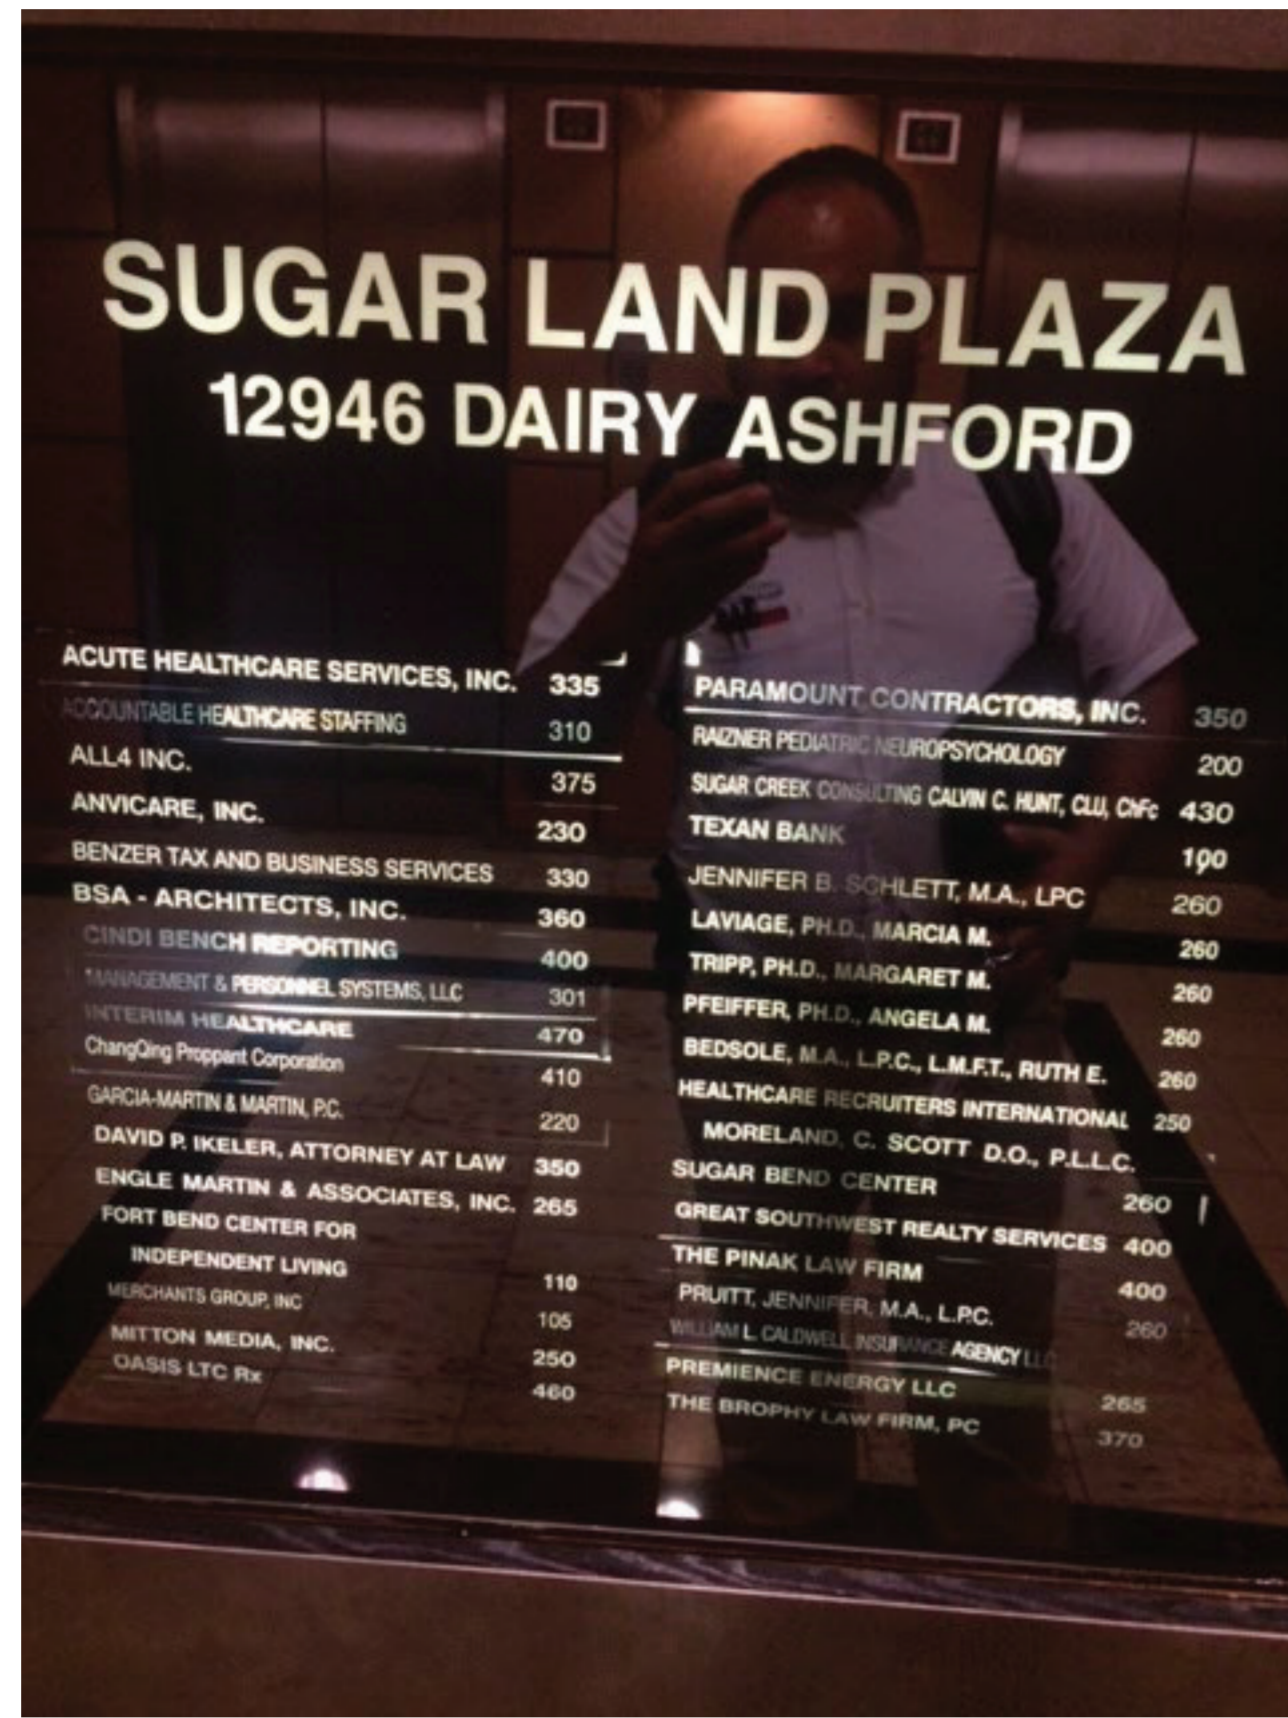 SUGAR LAND PLAZA
12946 DAIRY ASHFORD
ACUTE HEALTHCARE SERVICES, INC. 335
ACCOUNTABLE HEALTHCARE STAFFING 310
ALL4 INC. 375
ANVICARE, INC. 230
BENZER TAX AND BUSINESS SERVICES 330
BSA - ARCHITECTS, INC. 360
CINDI BENCH REPORTING 400
MANAGEMENT & PERSONNEL SYSTEMS, LLC 301
INTERIM HEALTHCARE 470
ChangQing Proppant Corporation 410
GARCIA-MARTIN & MARTIN, P.C. 220
DAVID P. IKELER, ATTORNEY AT LAW 350
ENGLE MARTIN & ASSOCIATES, INC. 265
FORT BEND CENTER FOR
INDEPENDENT LIVING 110
MERCHANTS GROUP, INC 105
MITTON MEDIA, INC. 250
OASIS LTC Rx 460
PARAMOUNT CONTRACTORS, INC. 350
RAIZNER PEDIATRIC NEUROPSYCHOLOGY 200
SUGAR CREEK CONSULTING CALVIN C. HUNT, CLU, ChFc 430
TEXAN BANK 100
JENNIFER B. SCHLETT, M.A., LPC 260
LAVIAGE, PH.D., MARCIA M. 260
TRIPP, PH.D., MARGARET M. 260
PFEIFFER, PH.D., ANGELA M. 260
BEDSOLE, M.A., L.P.C., L.M.F.T., RUTH E. 260
HEALTHCARE RECRUITERS INTERNATIONAL 250
MORELAND, C. SCOTT D.O., P.L.L.C.
SUGAR BEND CENTER 260
GREAT SOUTHWEST REALTY SERVICES 400
THE PINAK LAW FIRM 400
PRUITT, JENNIFER, M.A., L.P.C. 260
WILLIAM L. CALDWELL INSURANCE AGENCY LLC
PREMIENCE ENERGY LLC 265
THE BROPHY LAW FIRM, PC 370